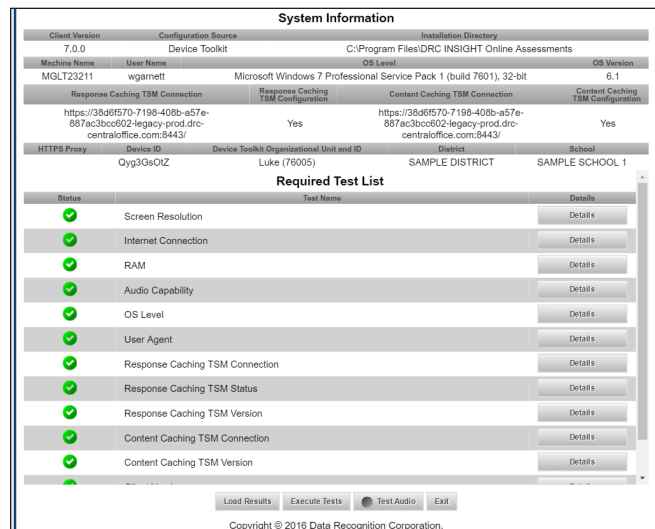 System Information
Client Version Configuration Source Installation Directory
7.0.0 Device Toolkit C:\Program Files\DRC INSIGHT Online Assessments
Machine Name User Name OS Level OS Version
MGLT23211 wgarnett Microsoft Windows 7 Professional Service Pack 1 (build 7601), 32-bit 6.1
Response Caching TSM Connection Response Caching TSM Configuration Content Caching TSM Connection Content Caching TSM Configuration
https://38d6f570-7198-408b-a57e-887ac3bcc602-legacy-prod.drc-centraloffice.com:8443/ Yes https://38d6f570-7198-408b-a57e-887ac3bcc602-legacy-prod.drc-centraloffice.com:8443/ Yes
HTTPS Proxy Device ID Device Toolkit Organizational Unit and ID District School
Qyg3GsOtZ Luke (76005) SAMPLE DISTRICT SAMPLE SCHOOL 1
Required Test List
Status Test Name Details
Screen Resolution Details
Internet Connection Details
RAM Details
Audio Capability Details
OS Level Details
User Agent Details
Response Caching TSM Connection Details
Response Caching TSM Status Details
Response Caching TSM Version Details
Content Caching TSM Connection Details
Content Caching TSM Version Details
Load Results Execute Tests Test Audio Exit
Copyright © 2016 Data Recognition Corporation.